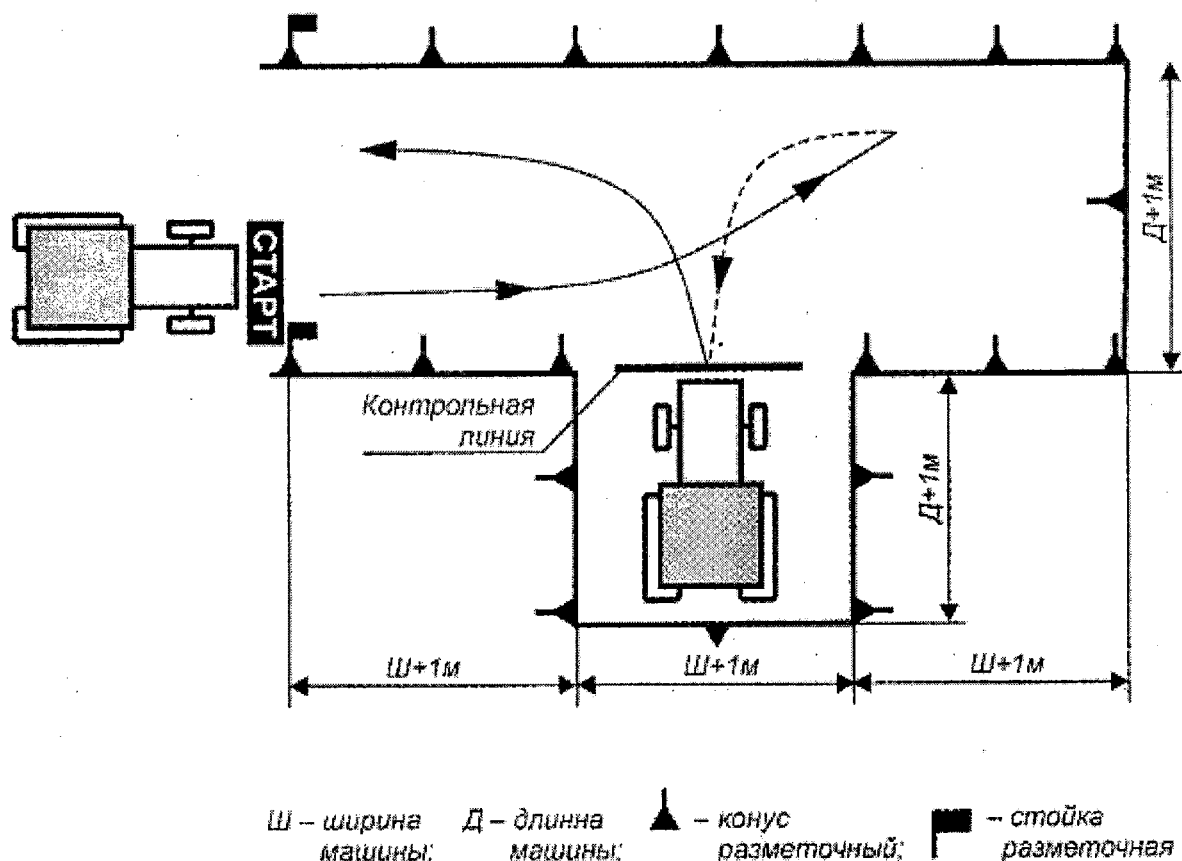 Д+1м
СТАРТ
Контрольная
линия
Д+1м
Ш+1м
Ш+1м
Ш+1м
Ш – ширина
машины;
Д – длинна
машины;
– конус
разметочный;
– стойка
разметочная